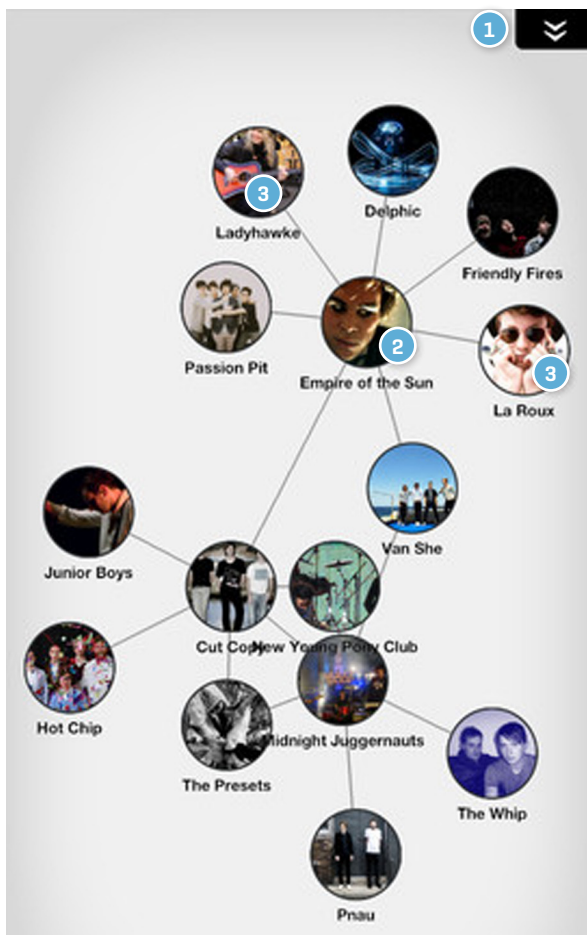 1
Delphic
3
Ladyhawke
Friendly Fires
Passion Pit
2
Empire of the Sun
3
La Roux
Van She
Junior Boys
Cut Copy
New Young Pony Club
Hot Chip
Midnight Juggernauts
The Presets
The Whip
Pnau